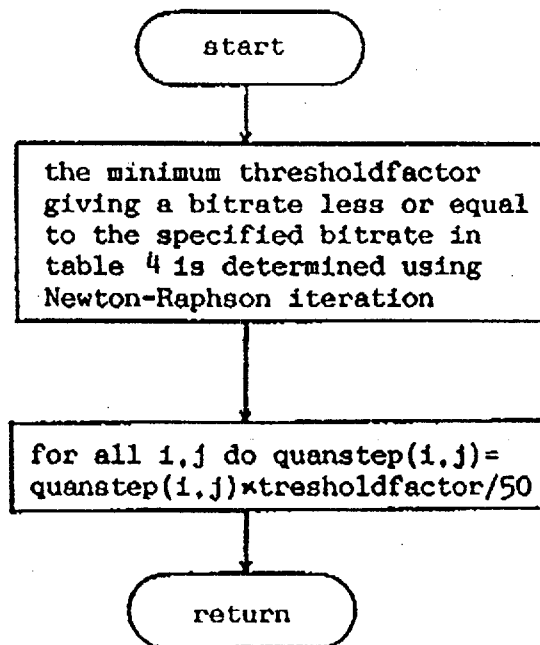 start
the minimum thresholdfactor
giving a bitrate less or equal
to the specified bitrate in
table 4 is determined using
Newton-Raphson iteration
for all i,j do quanstep(i,j)=
quanstep(i,j)×tresholdfactor/50
return